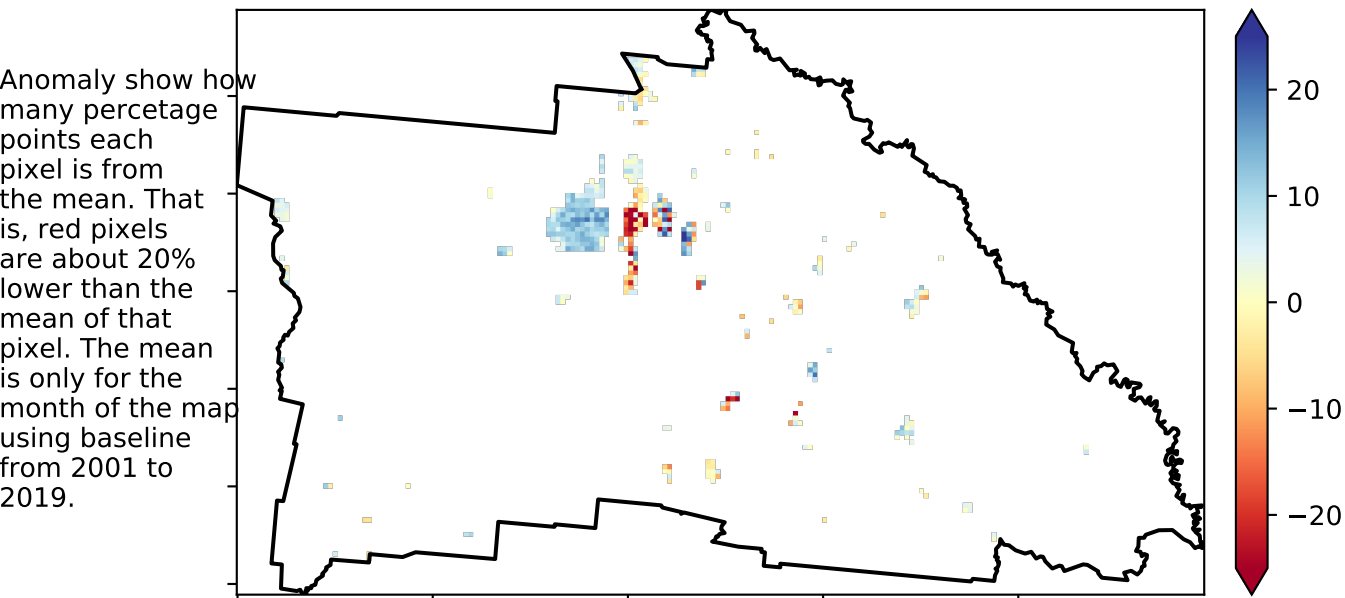 Anomaly show how
many percetage
points each
pixel is from
the mean. That
is, red pixels
are about 20%
lower than the
mean of that
pixel. The mean
is only for the
month of the map
using baseline
from 2001 to
2019.
20
10
0
−10
−20